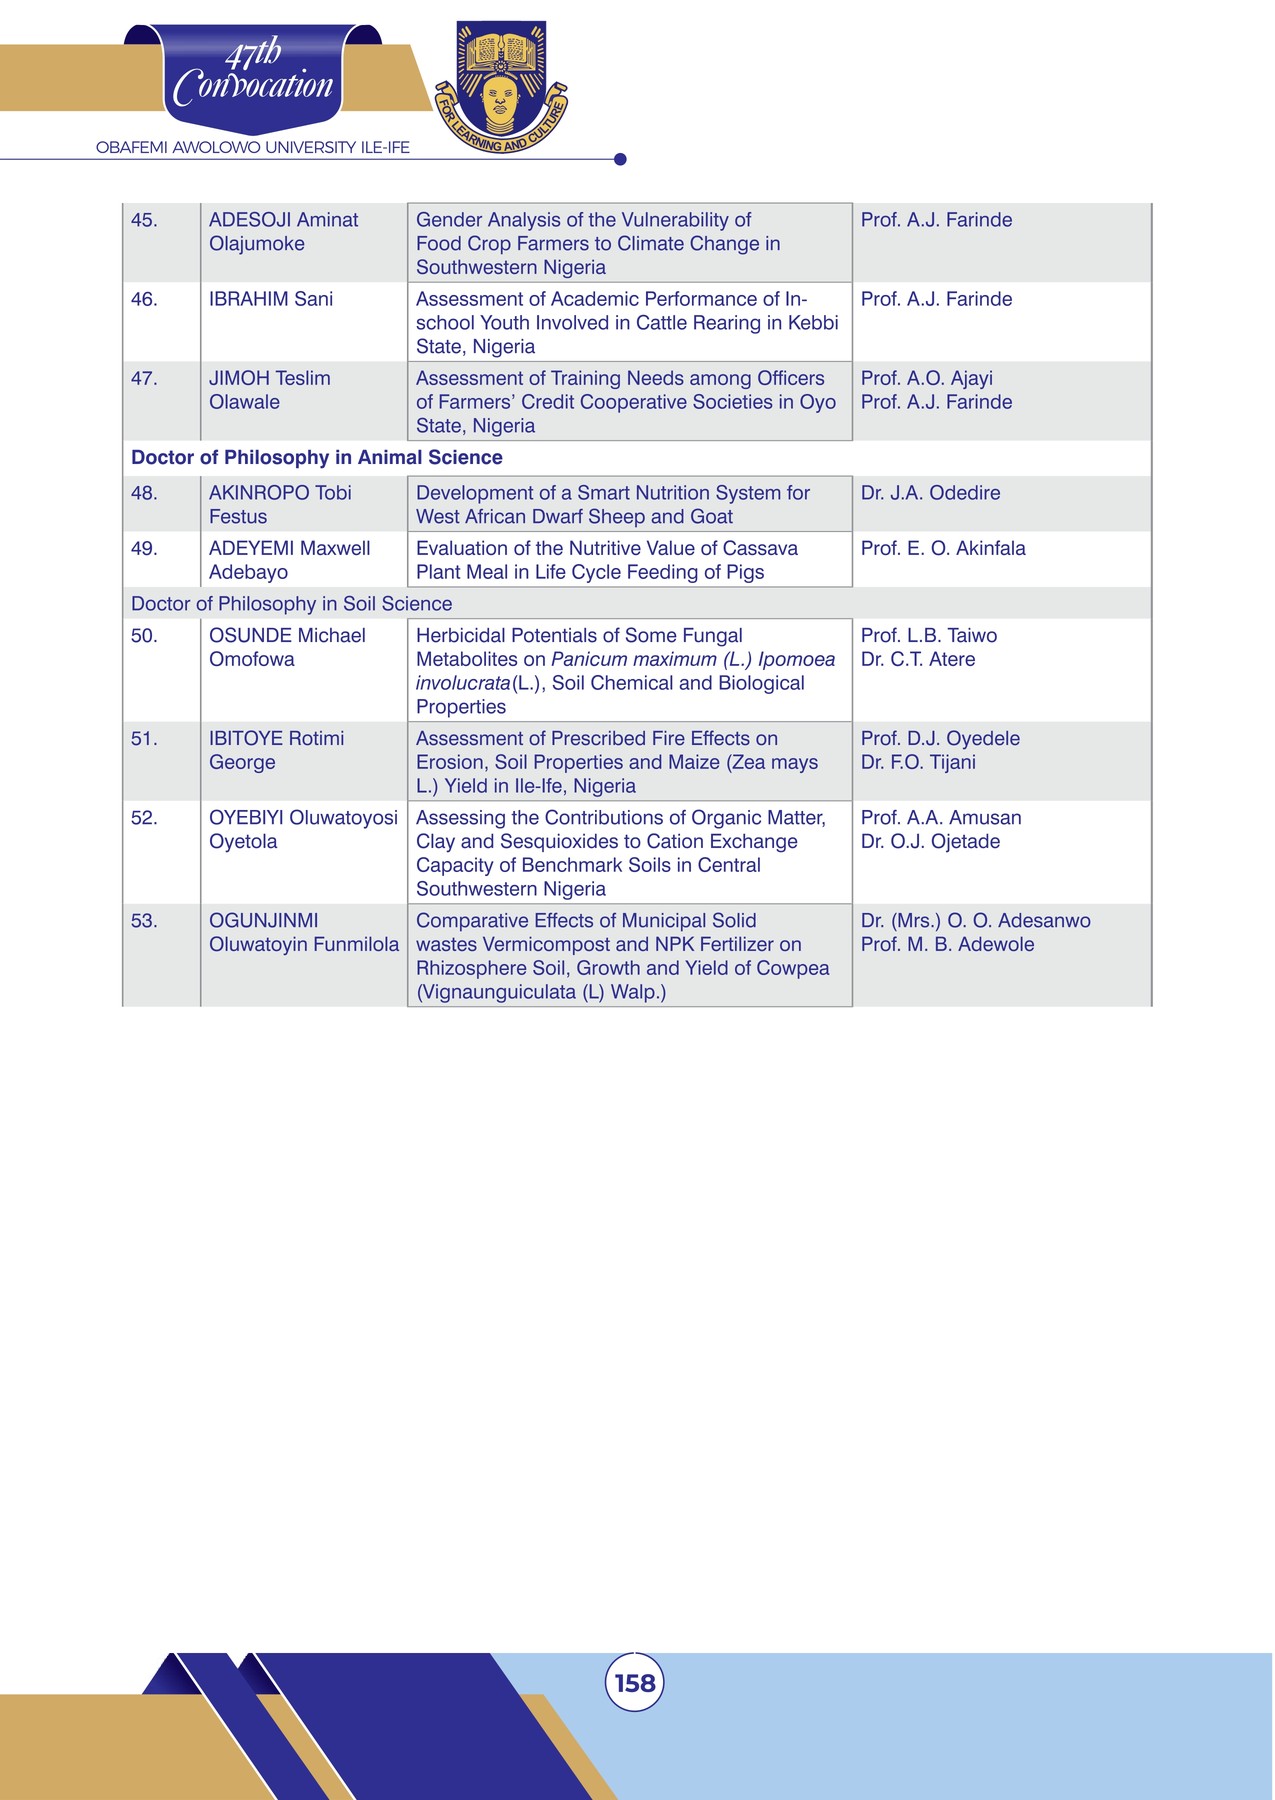 47th
Convocation
FOR LEARNING AND CULTURE
OBAFEMI AWOLOWO UNIVERSITY ILE-IFE
45. ADESOJI Aminat Gender Analysis of the Vulnerability of Prof. A.J. Farinde
Olajumoke Food Crop Farmers to Climate Change in
Southwestern Nigeria
46. IBRAHIM Sani Assessment of Academic Performance of In- Prof. A.J. Farinde
school Youth Involved in Cattle Rearing in Kebbi
State, Nigeria
47. JIMOH Teslim Assessment of Training Needs among Officers Prof. A.O. Ajayi
Olawale of Farmers’ Credit Cooperative Societies in Oyo Prof. A.J. Farinde
State, Nigeria
Doctor of Philosophy in Animal Science
48. AKINROPO Tobi Development of a Smart Nutrition System for Dr. J.A. Odedire
Festus West African Dwarf Sheep and Goat
49. ADEYEMI Maxwell Evaluation of the Nutritive Value of Cassava Prof. E. O. Akinfala
Adebayo Plant Meal in Life Cycle Feeding of Pigs
Doctor of Philosophy in Soil Science
50. OSUNDE Michael Herbicidal Potentials of Some Fungal Prof. L.B. Taiwo
Omofowa Metabolites on Panicum maximum (L.) Ipomoea Dr. C.T. Atere
involucrata(L.), Soil Chemical and Biological
Properties
51. IBITOYE Rotimi Assessment of Prescribed Fire Effects on Prof. D.J. Oyedele
George Erosion, Soil Properties and Maize (Zea mays Dr. F.O. Tijani
L.) Yield in Ile-Ife, Nigeria
52. OYEBIYI Oluwatoyosi Assessing the Contributions of Organic Matter, Prof. A.A. Amusan
Oyetola Clay and Sesquioxides to Cation Exchange Dr. O.J. Ojetade
Capacity of Benchmark Soils in Central
Southwestern Nigeria
53. OGUNJINMI Comparative Effects of Municipal Solid Dr. (Mrs.) O. O. Adesanwo
Oluwatoyin Funmilola wastes Vermicompost and NPK Fertilizer on Prof. M. B. Adewole
Rhizosphere Soil, Growth and Yield of Cowpea
(Vignaunguiculata (L) Walp.)
158